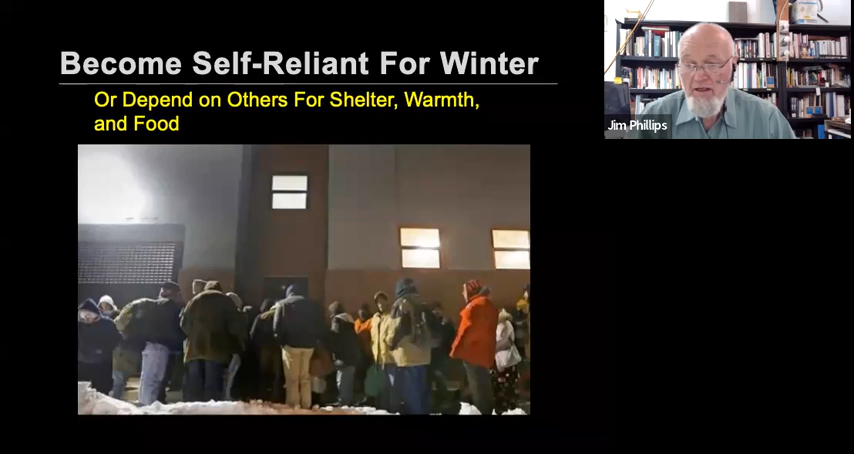 Become Self-Reliant For Winter
Or Depend on Others For Shelter, Warmth,
and Food
Jim Phillips